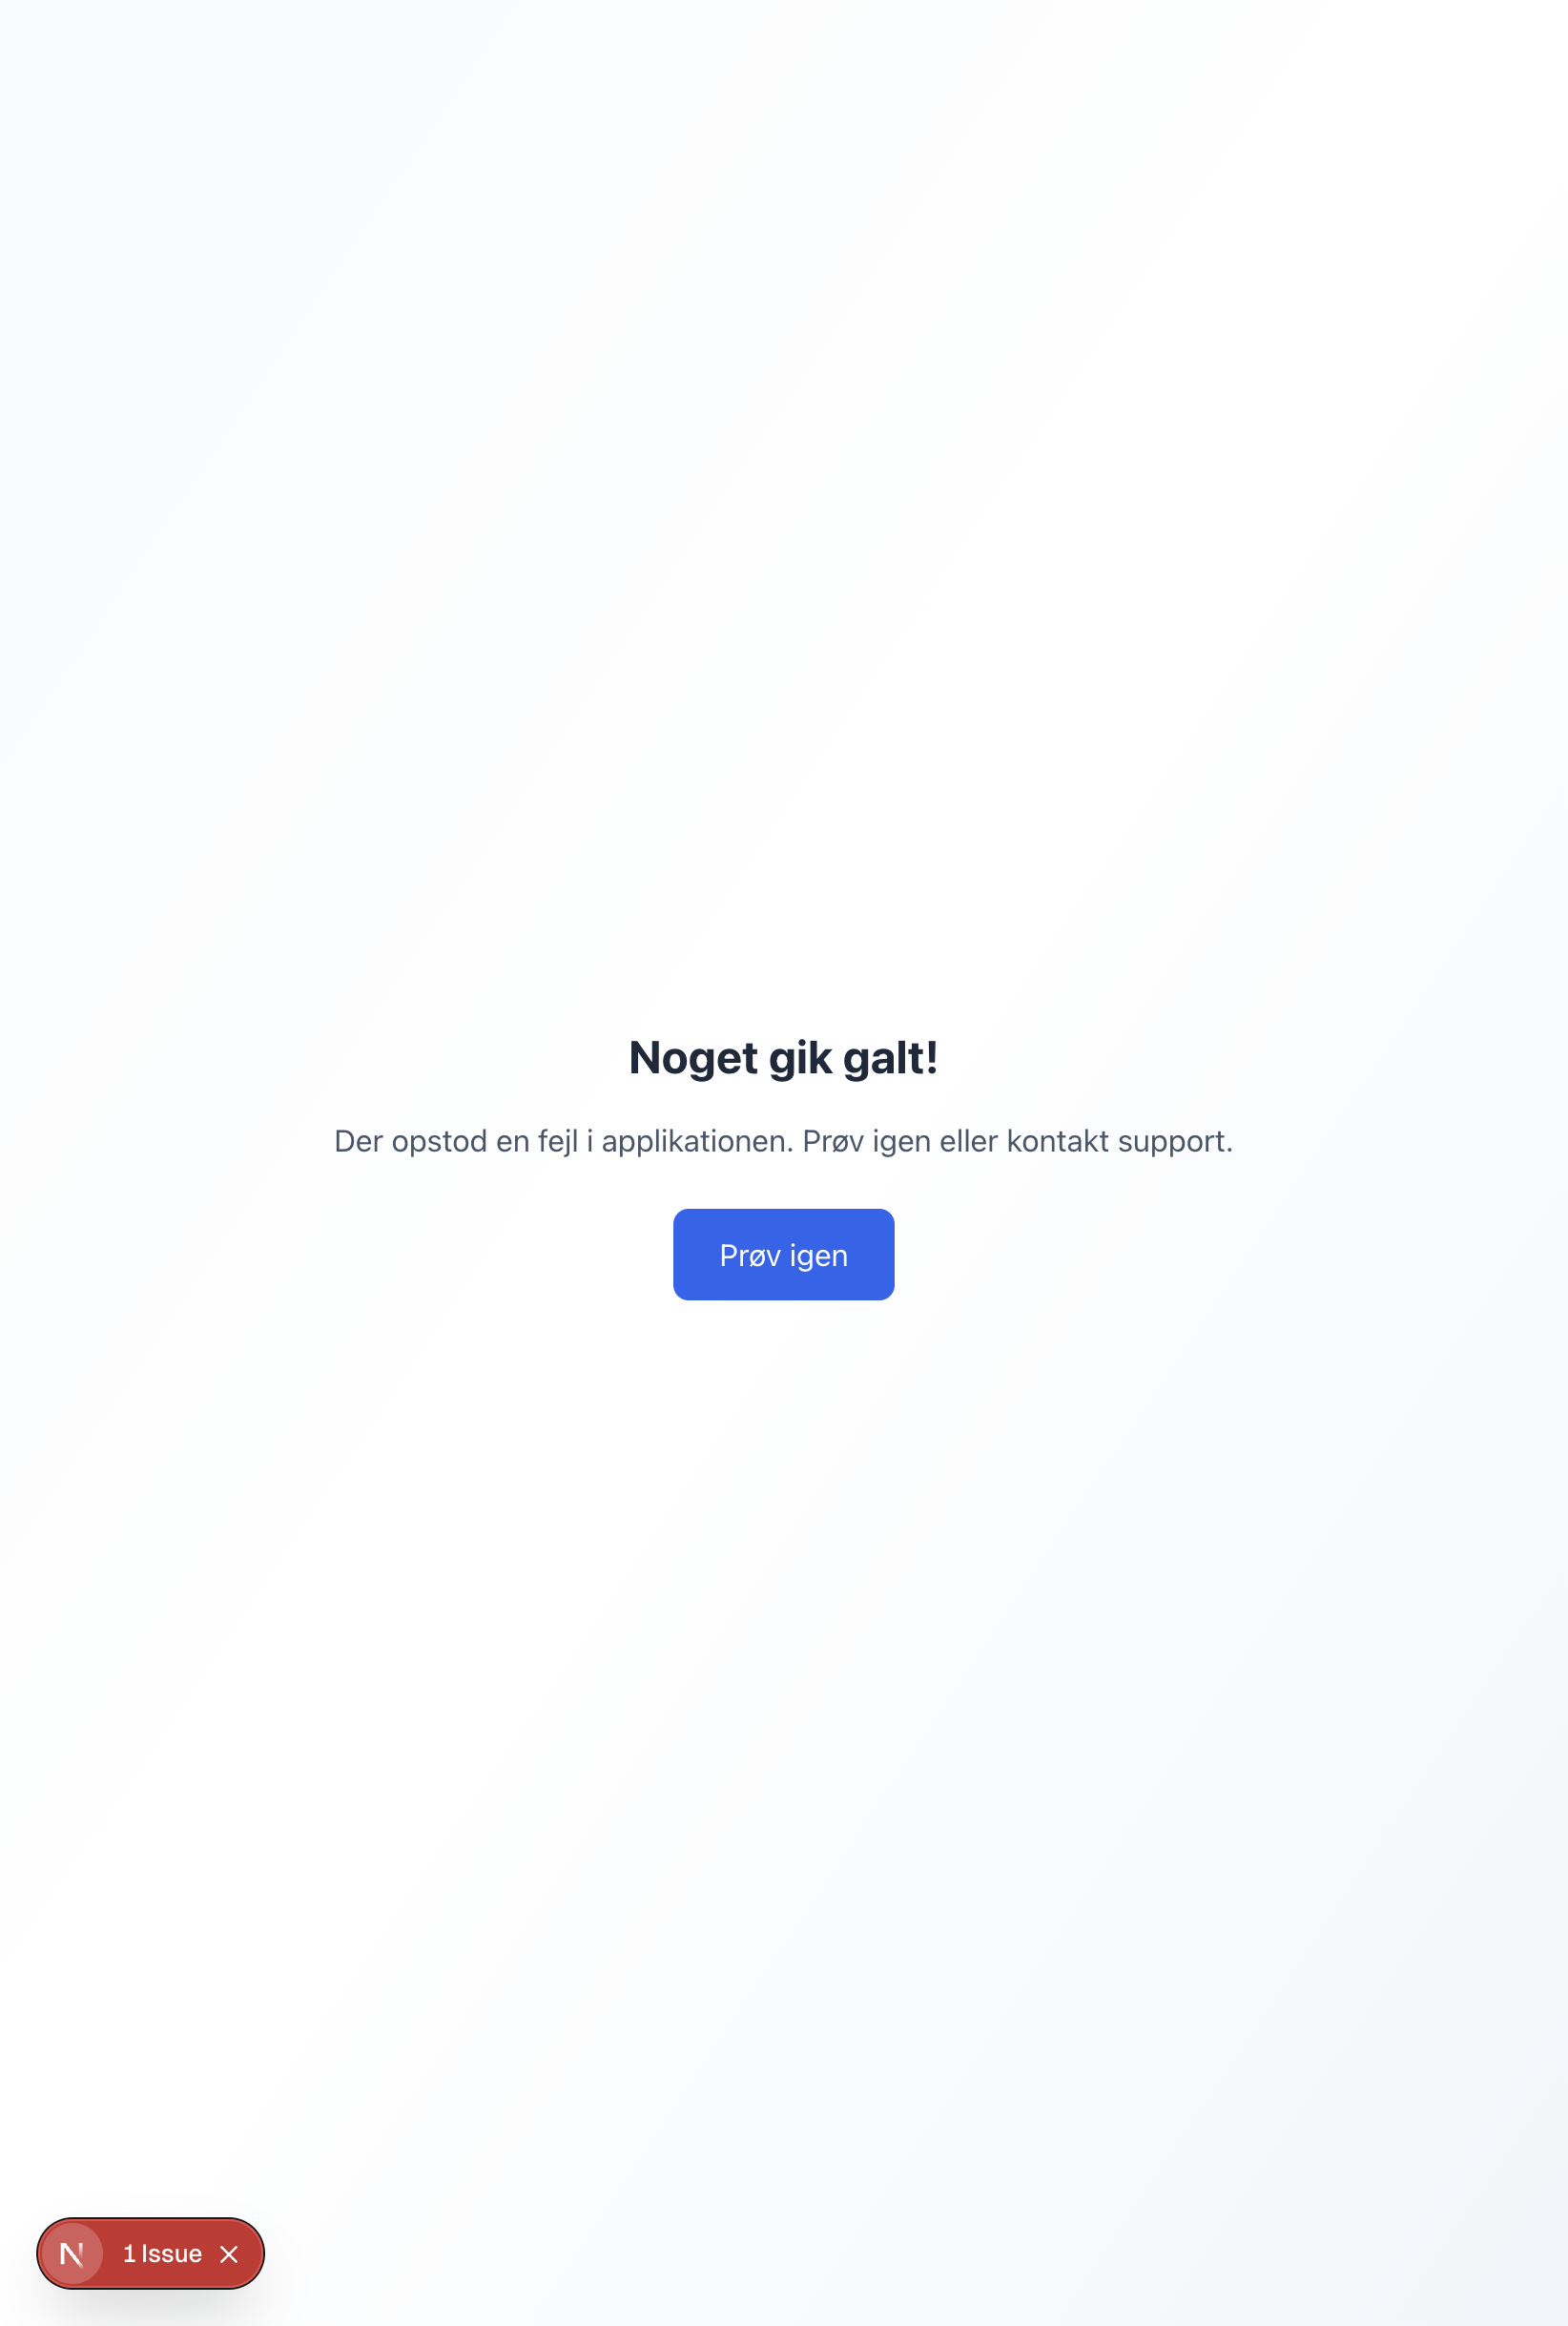 Noget gik galt!
Der opstod en fejl i applikationen. Prøv igen eller kontakt support.
Prøv igen
N 1 Issue